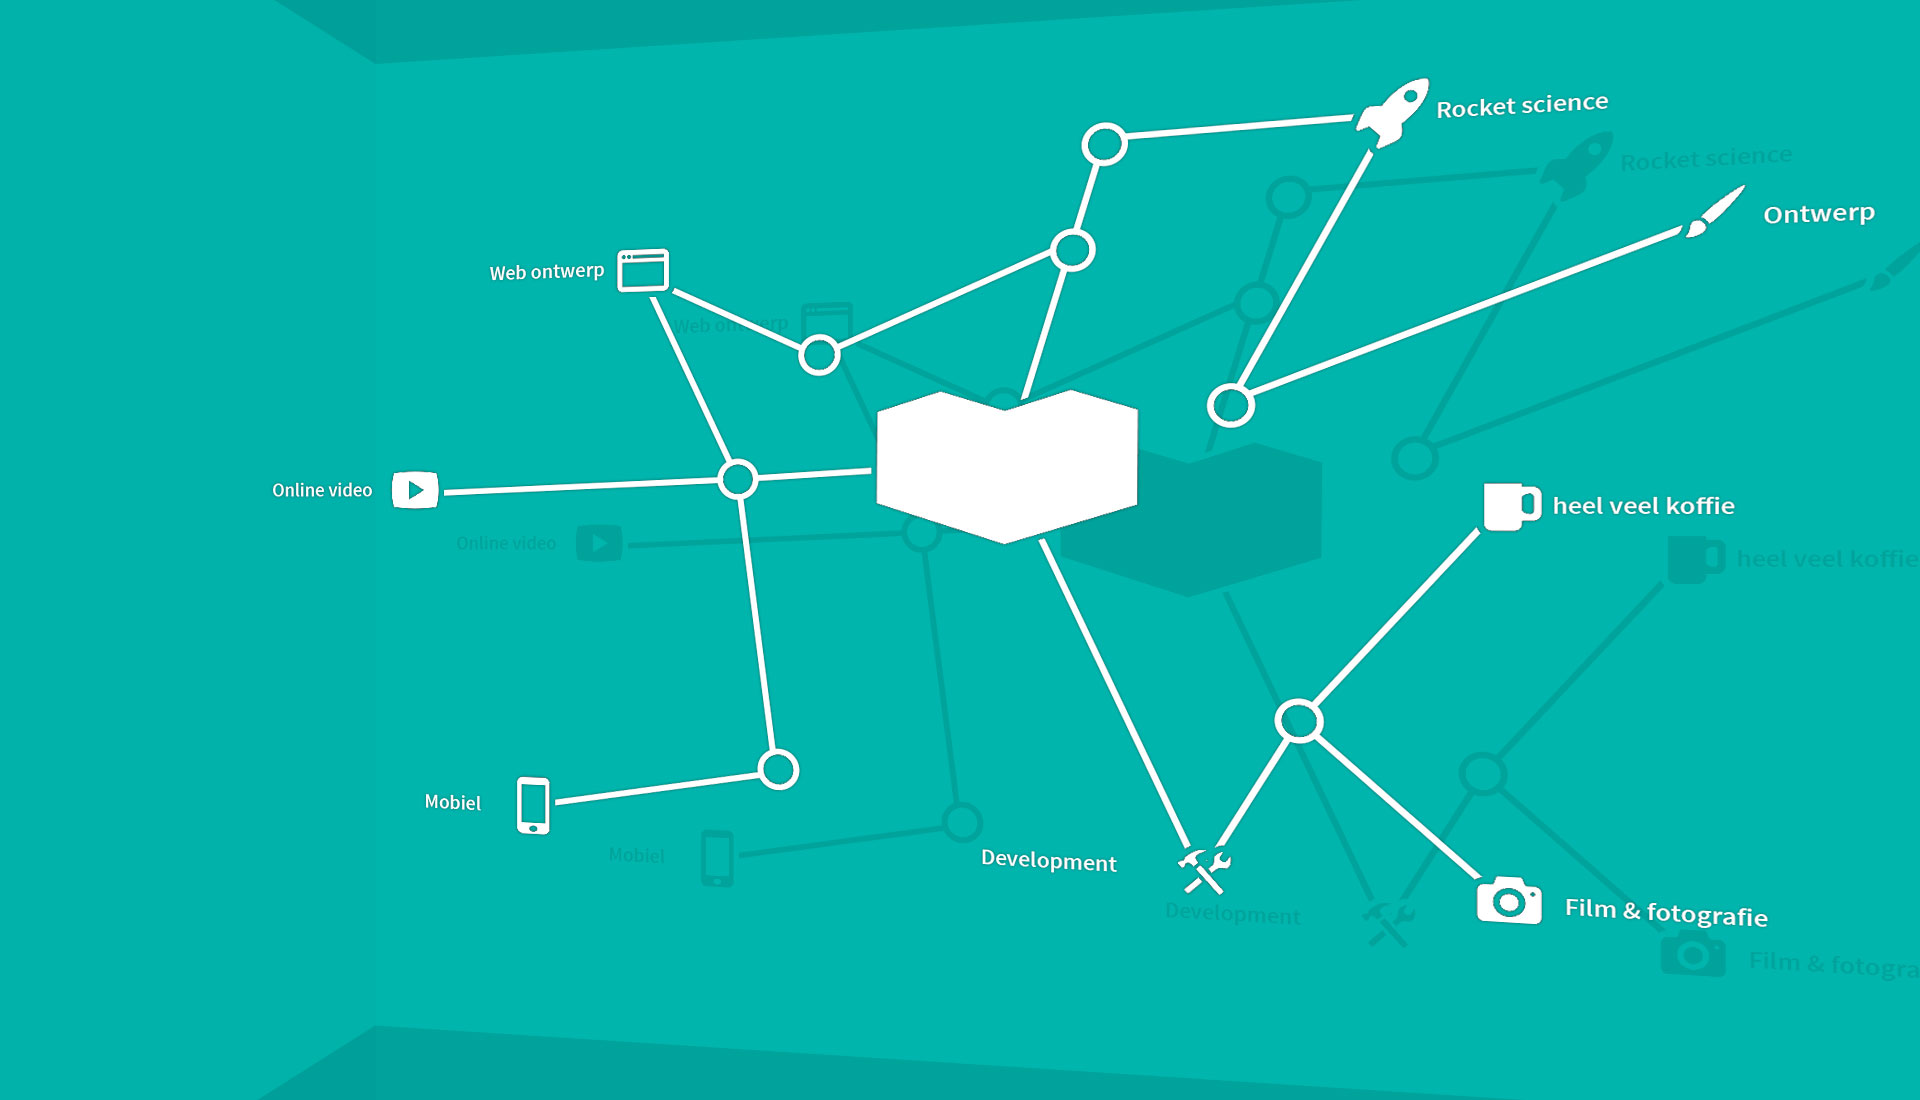 Rocket science
Rocket science
Ontwerp
Web ontwerp
Web ontwerp
Online video
heel veel koffie
Online video
heel veel koffie
Mobiel
Mobiel
Development
Development
Film & fotografie
Film & fotogra